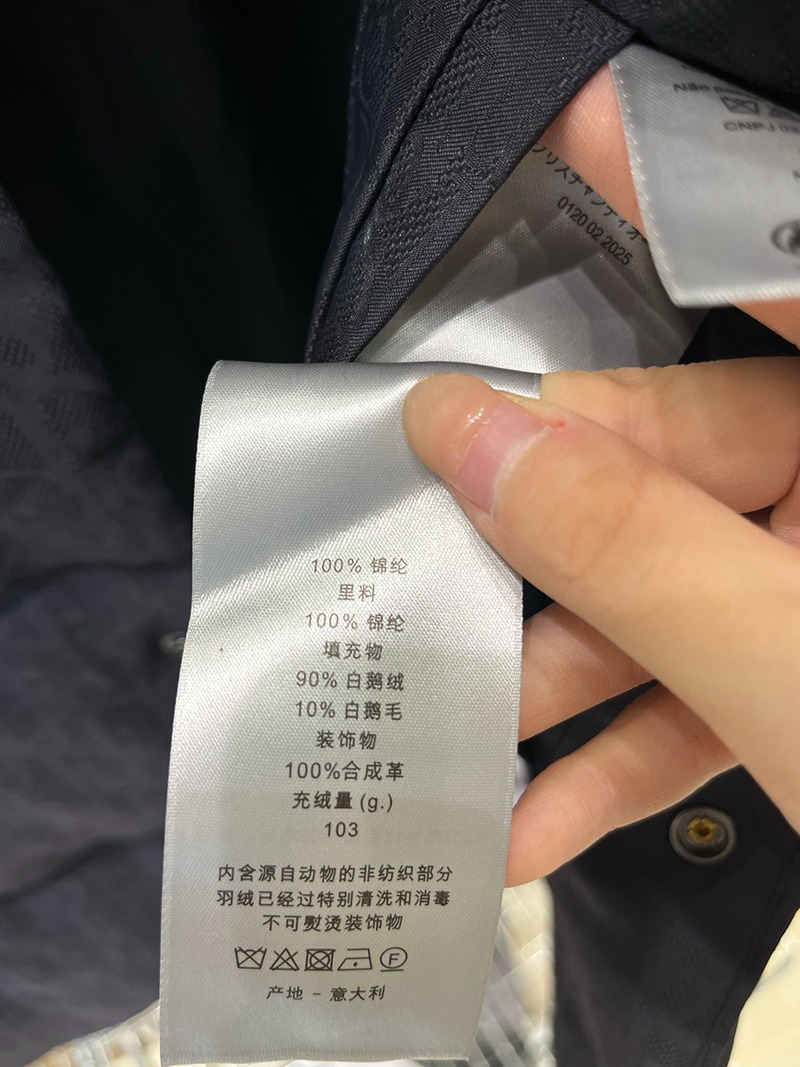 Não
CNPJ
クリスチャンディオー
0120 02 2025
100% 锦纶
里料
100% 锦纶
填充物
90% 白鹅绒
10% 白鹅毛
装饰物
100%合成革
充绒量 (g.)
103
内含源自动物的非纺织部分
羽绒已经过特别清洗和消毒
不可熨烫装饰物
F
产地 - 意大利